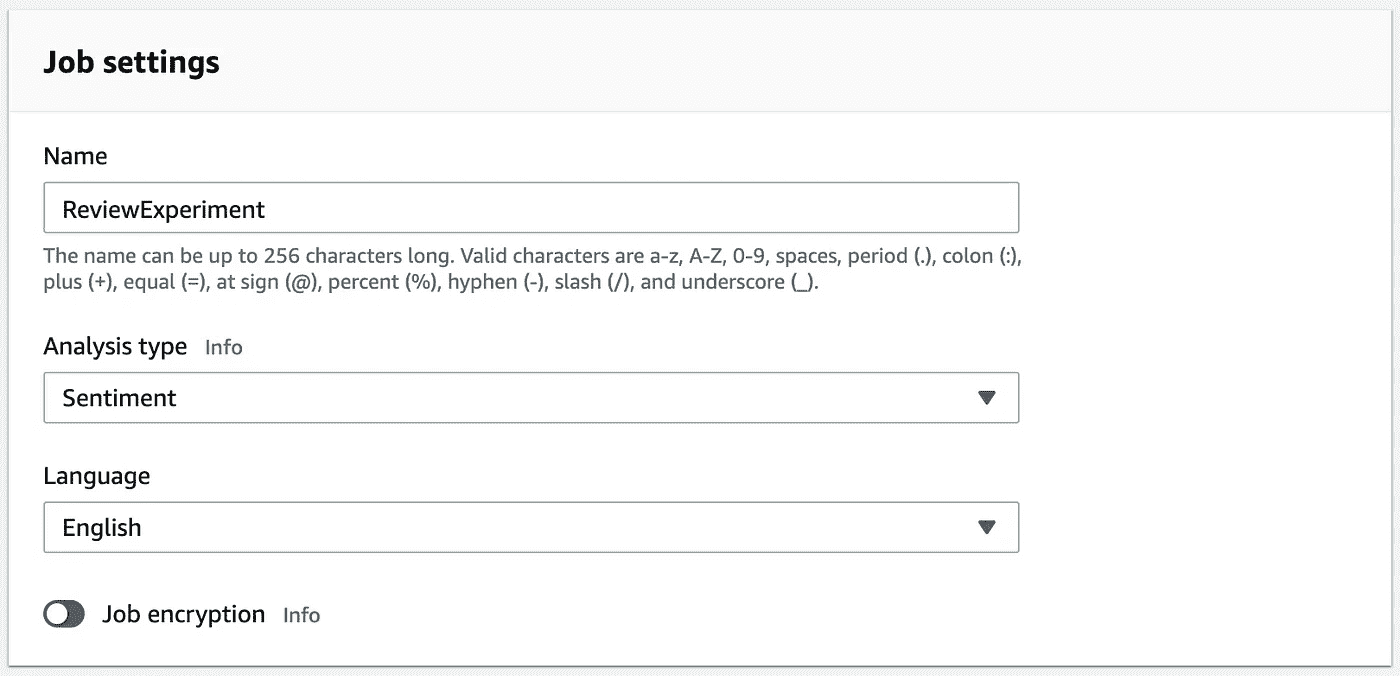 Job settings
Name
ReviewExperiment
The name can be up to 256 characters long. Valid characters are a-z, A-Z, 0-9, spaces, period (.), colon (:),
plus (+), equal (=), at sign (@), percent (%), hyphen (-), slash (/), and underscore (_).
Analysis type Info
Sentiment
Language
English
Job encryption Info